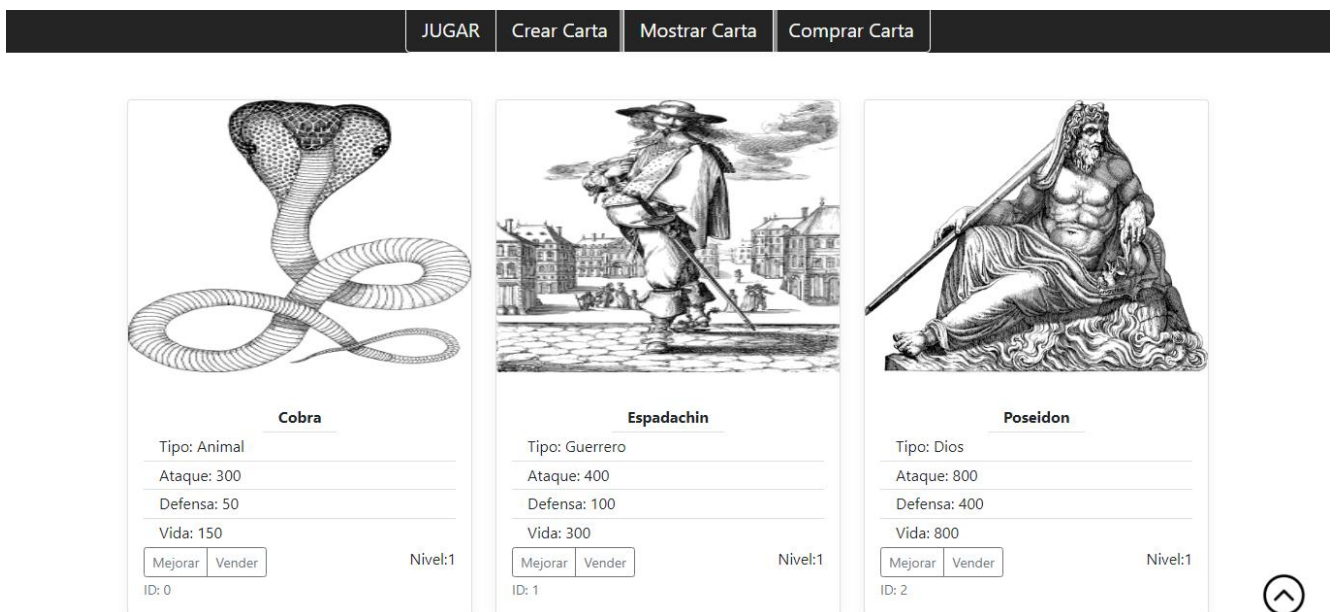 JUGAR Crear Carta Mostrar Carta Comprar Carta
Cobra
Tipo: Animal
Ataque: 300
Defensa: 50
Vida: 150
Mejorar Vender Nivel:1
ID: 0
Espadachin
Tipo: Guerrero
Ataque: 400
Defensa: 100
Vida: 300
Mejorar Vender Nivel:1
ID: 1
Poseidon
Tipo: Dios
Ataque: 800
Defensa: 400
Vida: 800
Mejorar Vender Nivel:1
ID: 2